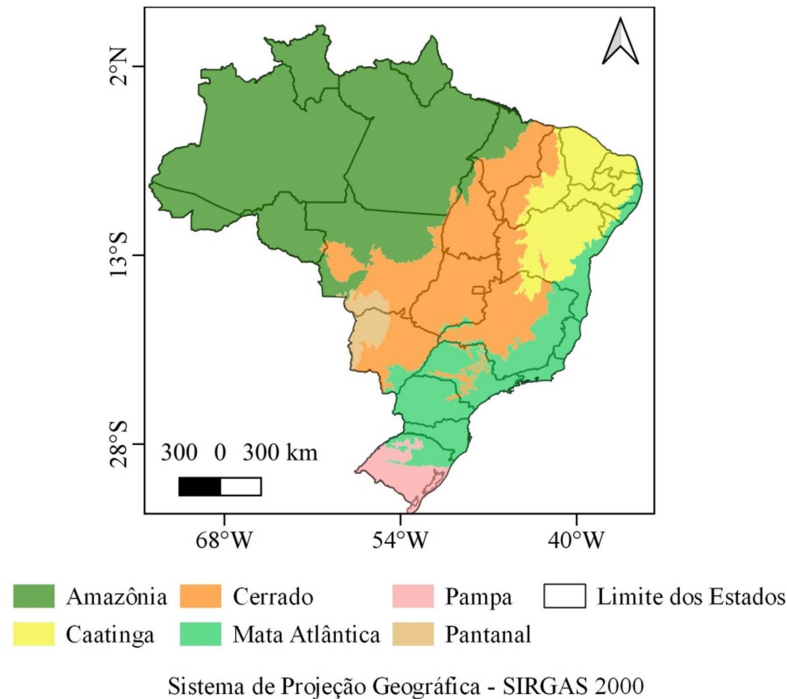 2°N
13°S
28°S
300 0 300 km
68°W 54°W 40°W
Amazônia Cerrado Pampa Limite dos Estados
Caatinga Mata Atlântica Pantanal
Sistema de Projeção Geográfica - SIRGAS 2000